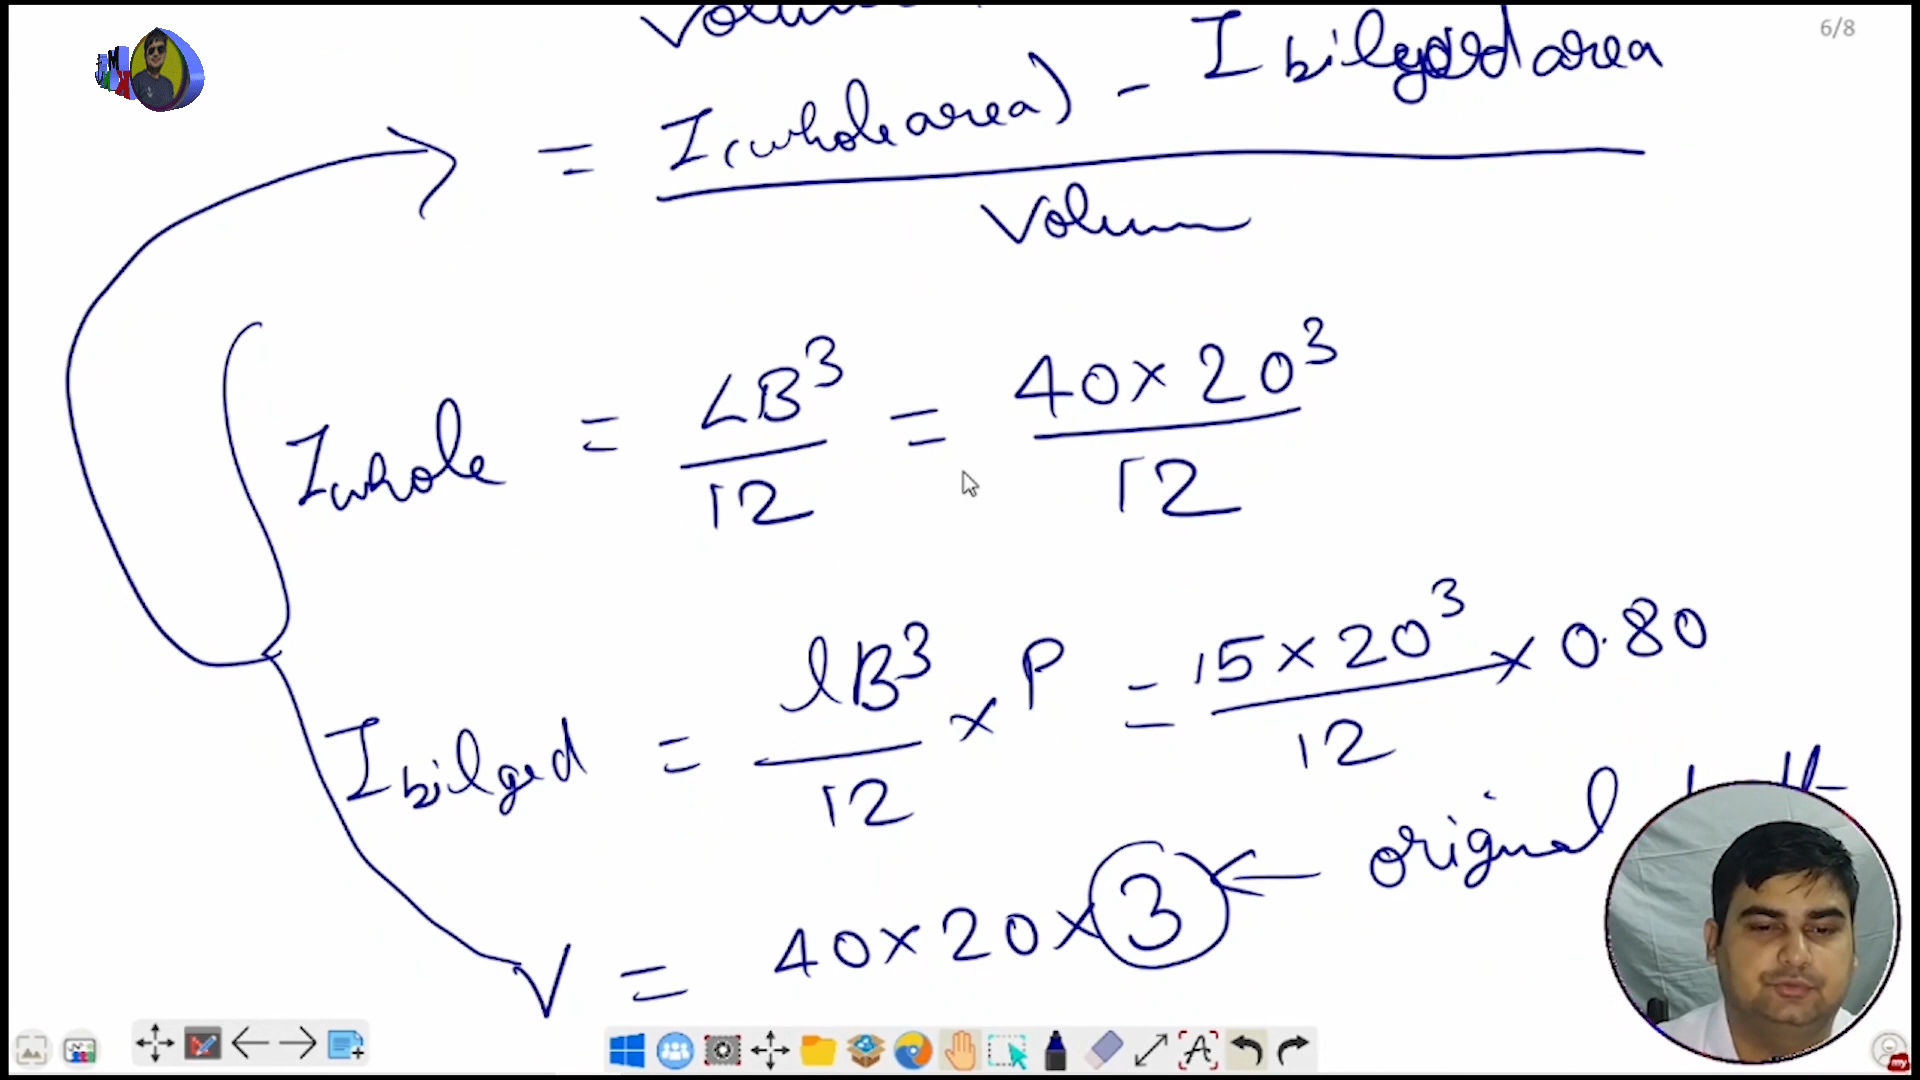 6/8
= I(whole area) - I bilged area
Volum
I whole = LB³/12 = 40 x 20³/12
I bilged = lB³/12 x P = 15 x 20³/12 x 0.80
V = 40 x 20 x 3 ← original